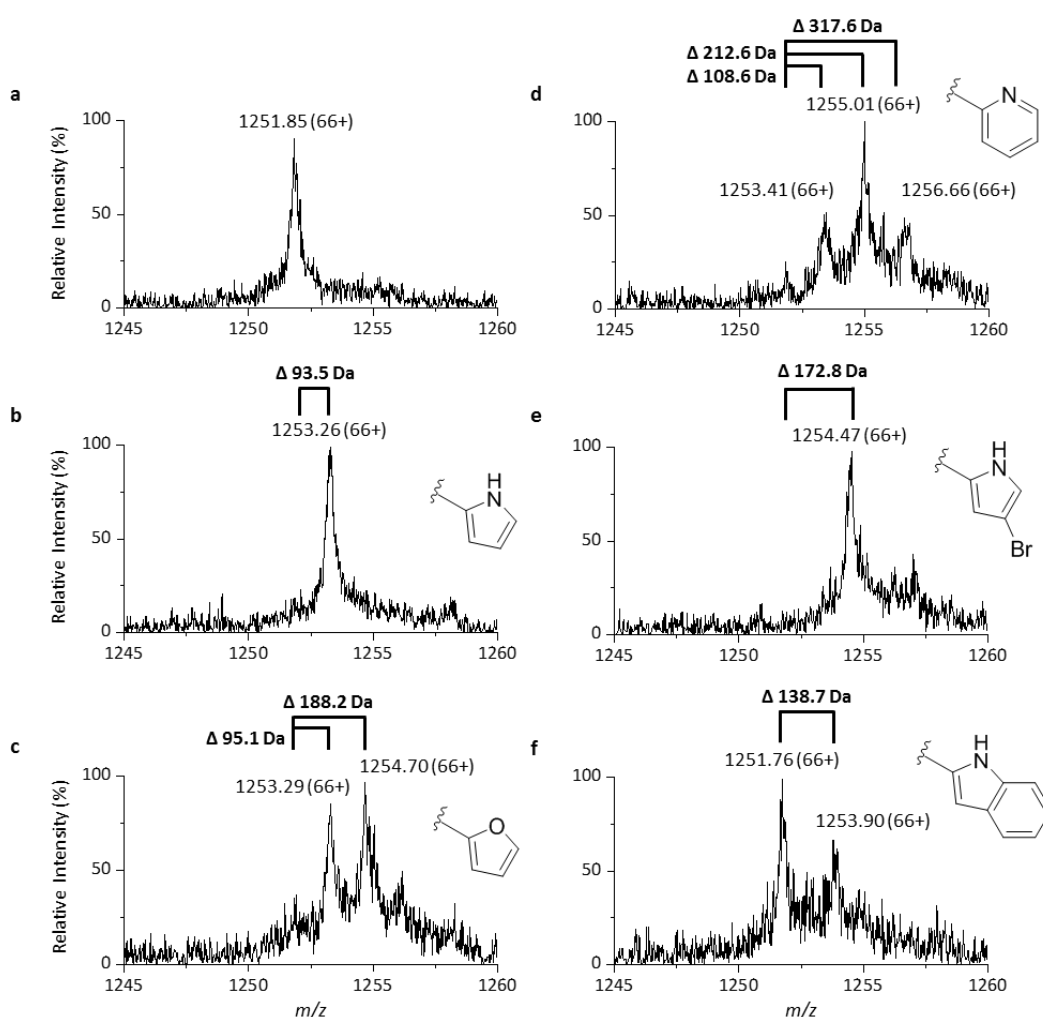 a
1251.85 (66+)
Relative Intensity (%)
100
50
0
1245
1250
1255
1260
Δ 93.5 Da
b
1253.26 (66+)
H
N
Relative Intensity (%)
100
50
0
1245
1250
1255
1260
Δ 188.2 Da
Δ 95.1 Da
c
1253.29 (66+)
1254.70 (66+)
O
Relative Intensity (%)
100
50
0
1245
1250
1255
1260
m/z
Δ 317.6 Da
Δ 212.6 Da
Δ 108.6 Da
d
1255.01 (66+)
N
1253.41 (66+)
1256.66 (66+)
100
50
0
1245
1250
1255
1260
Δ 172.8 Da
e
1254.47 (66+)
H
N
Br
100
50
0
1245
1250
1255
1260
Δ 138.7 Da
f
1251.76 (66+)
1253.90 (66+)
H
N
100
50
0
1245
1250
1255
1260
m/z